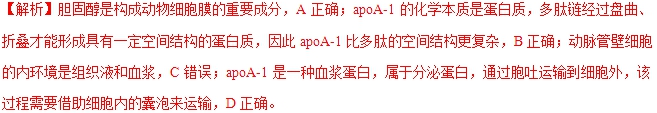 【解析】胆固醇是构成动物细胞膜的重要成分，A 正确；apoA-1 的化学本质是蛋白质，多肽链经过盘曲、
折叠才能形成具有一定空间结构的蛋白质，因此 apoA-1 比多肽的空间结构更复杂，B 正确；动脉管壁细胞
的内环境是组织液和血浆，C 错误；apoA-1 是一种血浆蛋白，属于分泌蛋白，通过胞吐运输到细胞外，该
过程需要借助细胞内的囊泡来运输，D 正确。